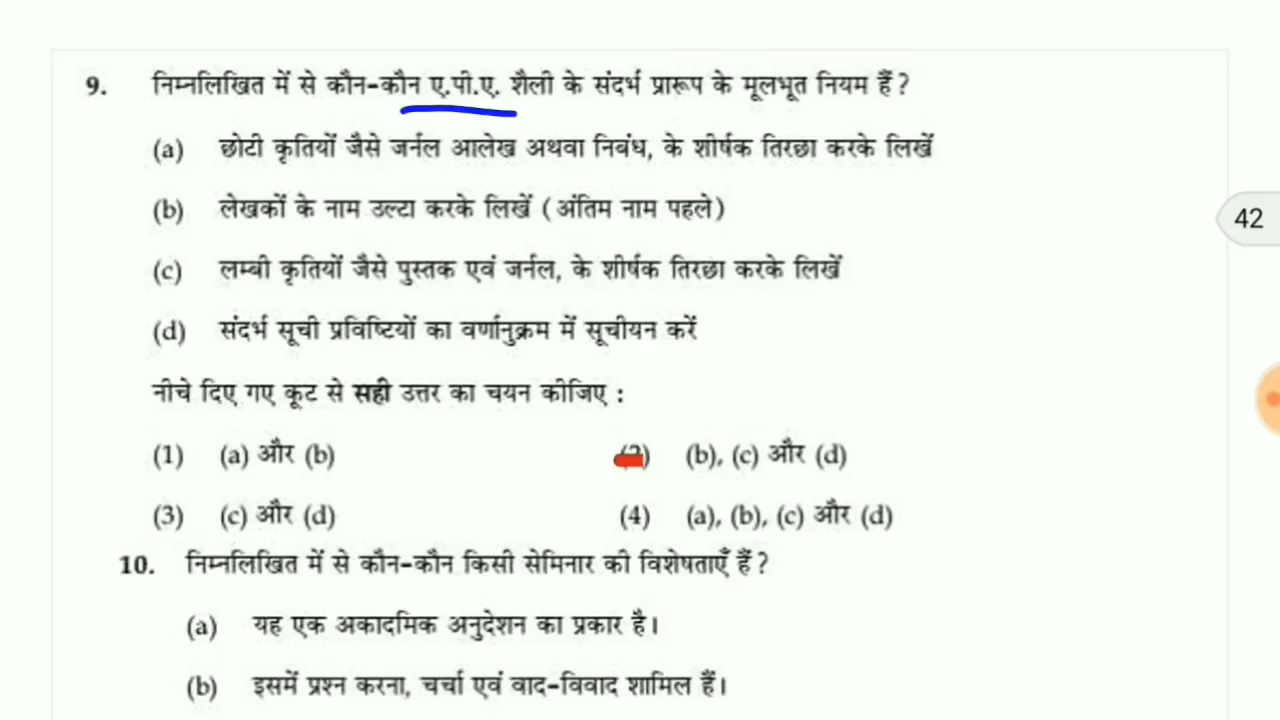 9. निम्नलिखित में से कौन-कौन ए.पी.ए. शैली के संदर्भ प्रारूप के मूलभूत नियम हैं?
(a) छोटी कृतियों जैसे जर्नल आलेख अथवा निबंध, के शीर्षक तिरछा करके लिखें
(b) लेखकों के नाम उल्टा करके लिखें (अंतिम नाम पहले)
42
(c) लम्बी कृतियों जैसे पुस्तक एवं जर्नल, के शीर्षक तिरछा करके लिखें
(d) संदर्भ सूची प्रविष्टियों का वर्णानुक्रम में सूचीयन करें
नीचे दिए गए कूट से सही उत्तर का चयन कीजिए :
(1) (a) और (b) (2) (b), (c) और (d)
(3) (c) और (d) (4) (a), (b), (c) और (d)
10. निम्नलिखित में से कौन-कौन किसी सेमिनार की विशेषताएँ हैं?
(a) यह एक अकादमिक अनुदेशन का प्रकार है।
(b) इसमें प्रश्न करना, चर्चा एवं वाद-विवाद शामिल हैं।